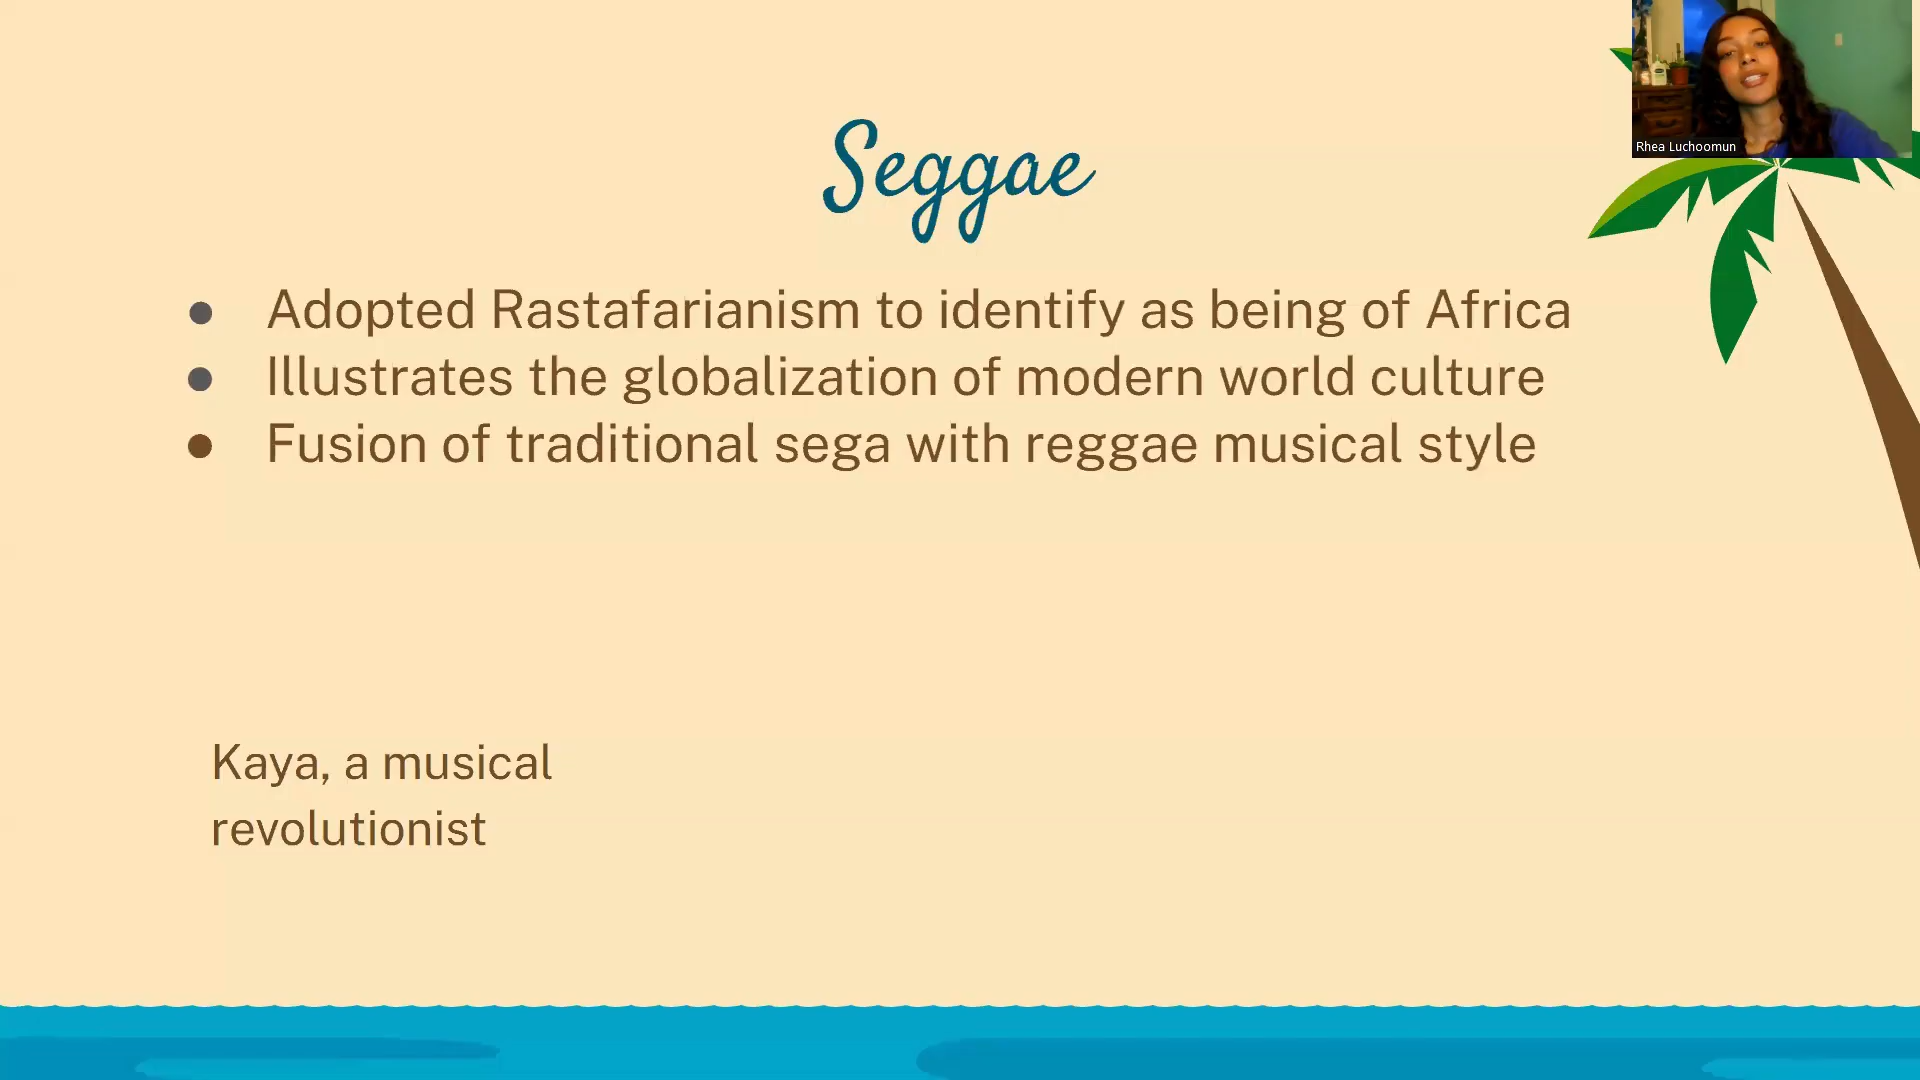 Rhea Luchoomun
Seggae
Adopted Rastafarianism to identify as being of Africa
Illustrates the globalization of modern world culture
Fusion of traditional sega with reggae musical style
Kaya, a musical
revolutionist